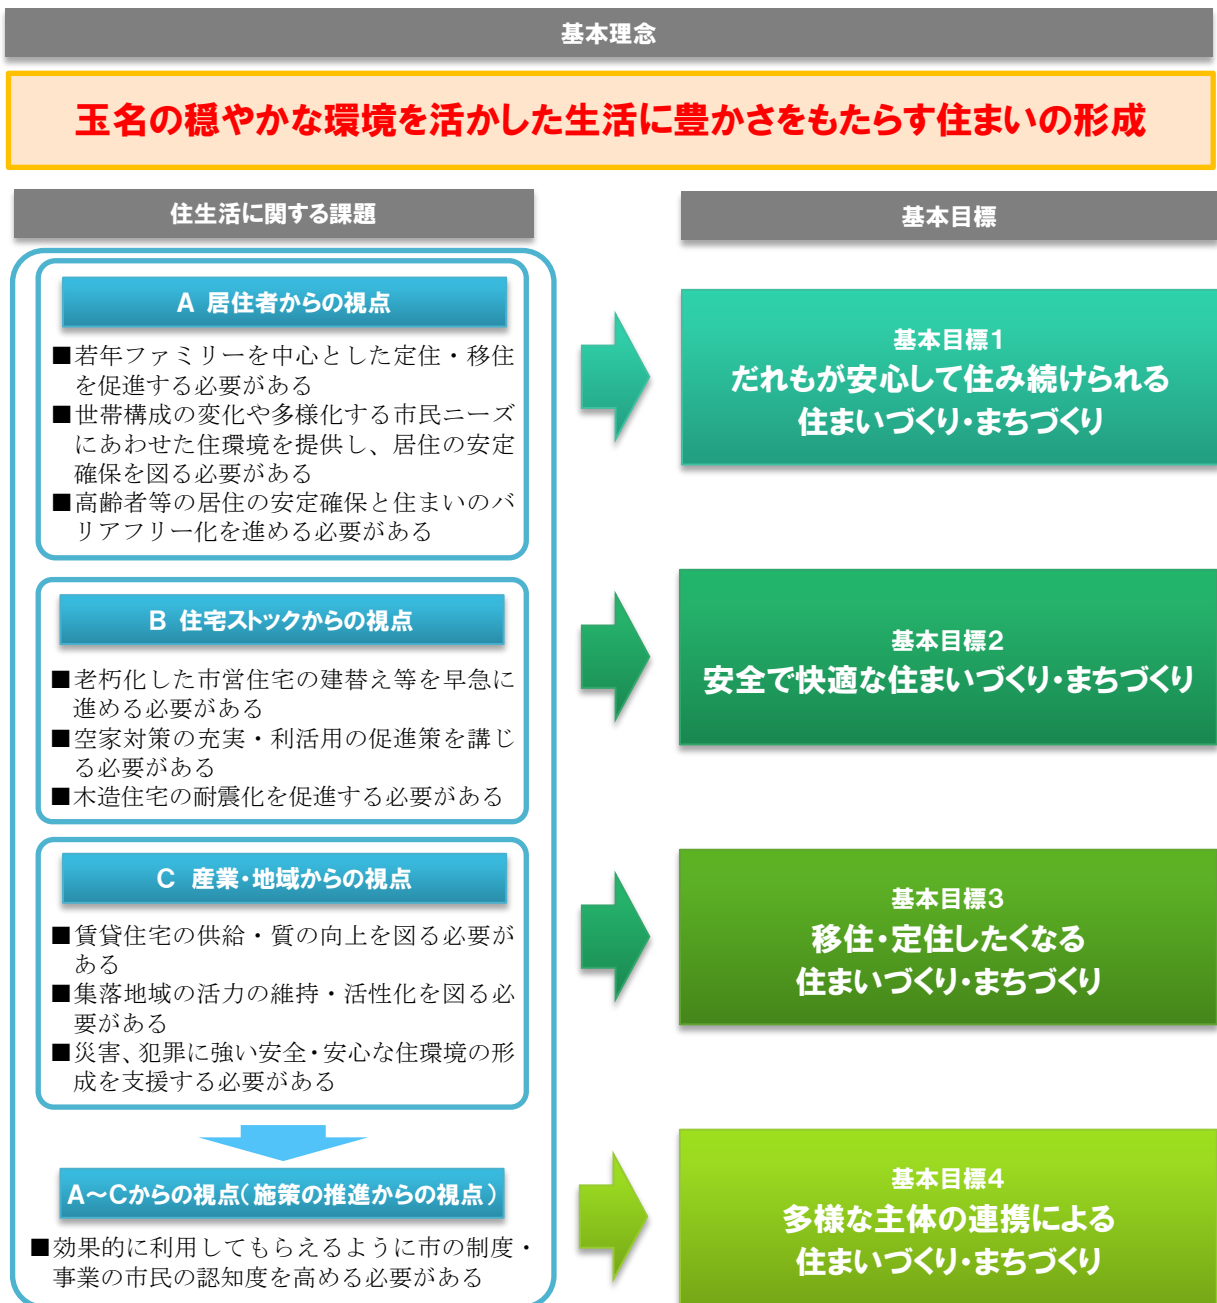 基本理念
玉名の穏やかな環境を活かした生活に豊かさをもたらす住まいの形成
住生活に関する課題
A 居住者からの視点
■若年ファミリーを中心とした定住・移住
を促進する必要がある
■世帯構成の変化や多様化する市民ニーズ
にあわせた住環境を提供し、居住の安定
確保を図る必要がある
■高齢者等の居住の安定確保と住まいのバ
リアフリー化を進める必要がある
B 住宅ストックからの視点
■老朽化した市営住宅の建替え等を早急に
進める必要がある
■空家対策の充実・利活用の促進策を講じ
る必要がある
■木造住宅の耐震化を促進する必要がある
C 産業・地域からの視点
■賃貸住宅の供給・質の向上を図る必要が
ある
■集落地域の活力の維持・活性化を図る必
要がある
■災害、犯罪に強い安全・安心な住環境の形
成を支援する必要がある
A～Cからの視点（施策の推進からの視点）
■効果的に利用してもらえるように市の制度・
事業の市民の認知度を高める必要がある
基本目標
基本目標1
だれもが安心して住み続けられる
住まいづくり・まちづくり
基本目標2
安全で快適な住まいづくり・まちづくり
基本目標3
移住・定住したくなる
住まいづくり・まちづくり
基本目標4
多様な主体の連携による
住まいづくり・まちづくり